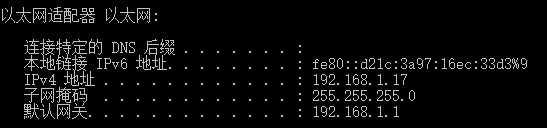 以太网适配器 以太网:
连接特定的 DNS 后缀 . . . . . . . :
本地链接 IPv6 地址. . . . . . . . : fe80::d21c:3a97:16ec:33d3%9
IPv4 地址 . . . . . . . . . . . . : 192.168.1.17
子网掩码 . . . . . . . . . . . . : 255.255.255.0
默认网关. . . . . . . . . . . . . : 192.168.1.1